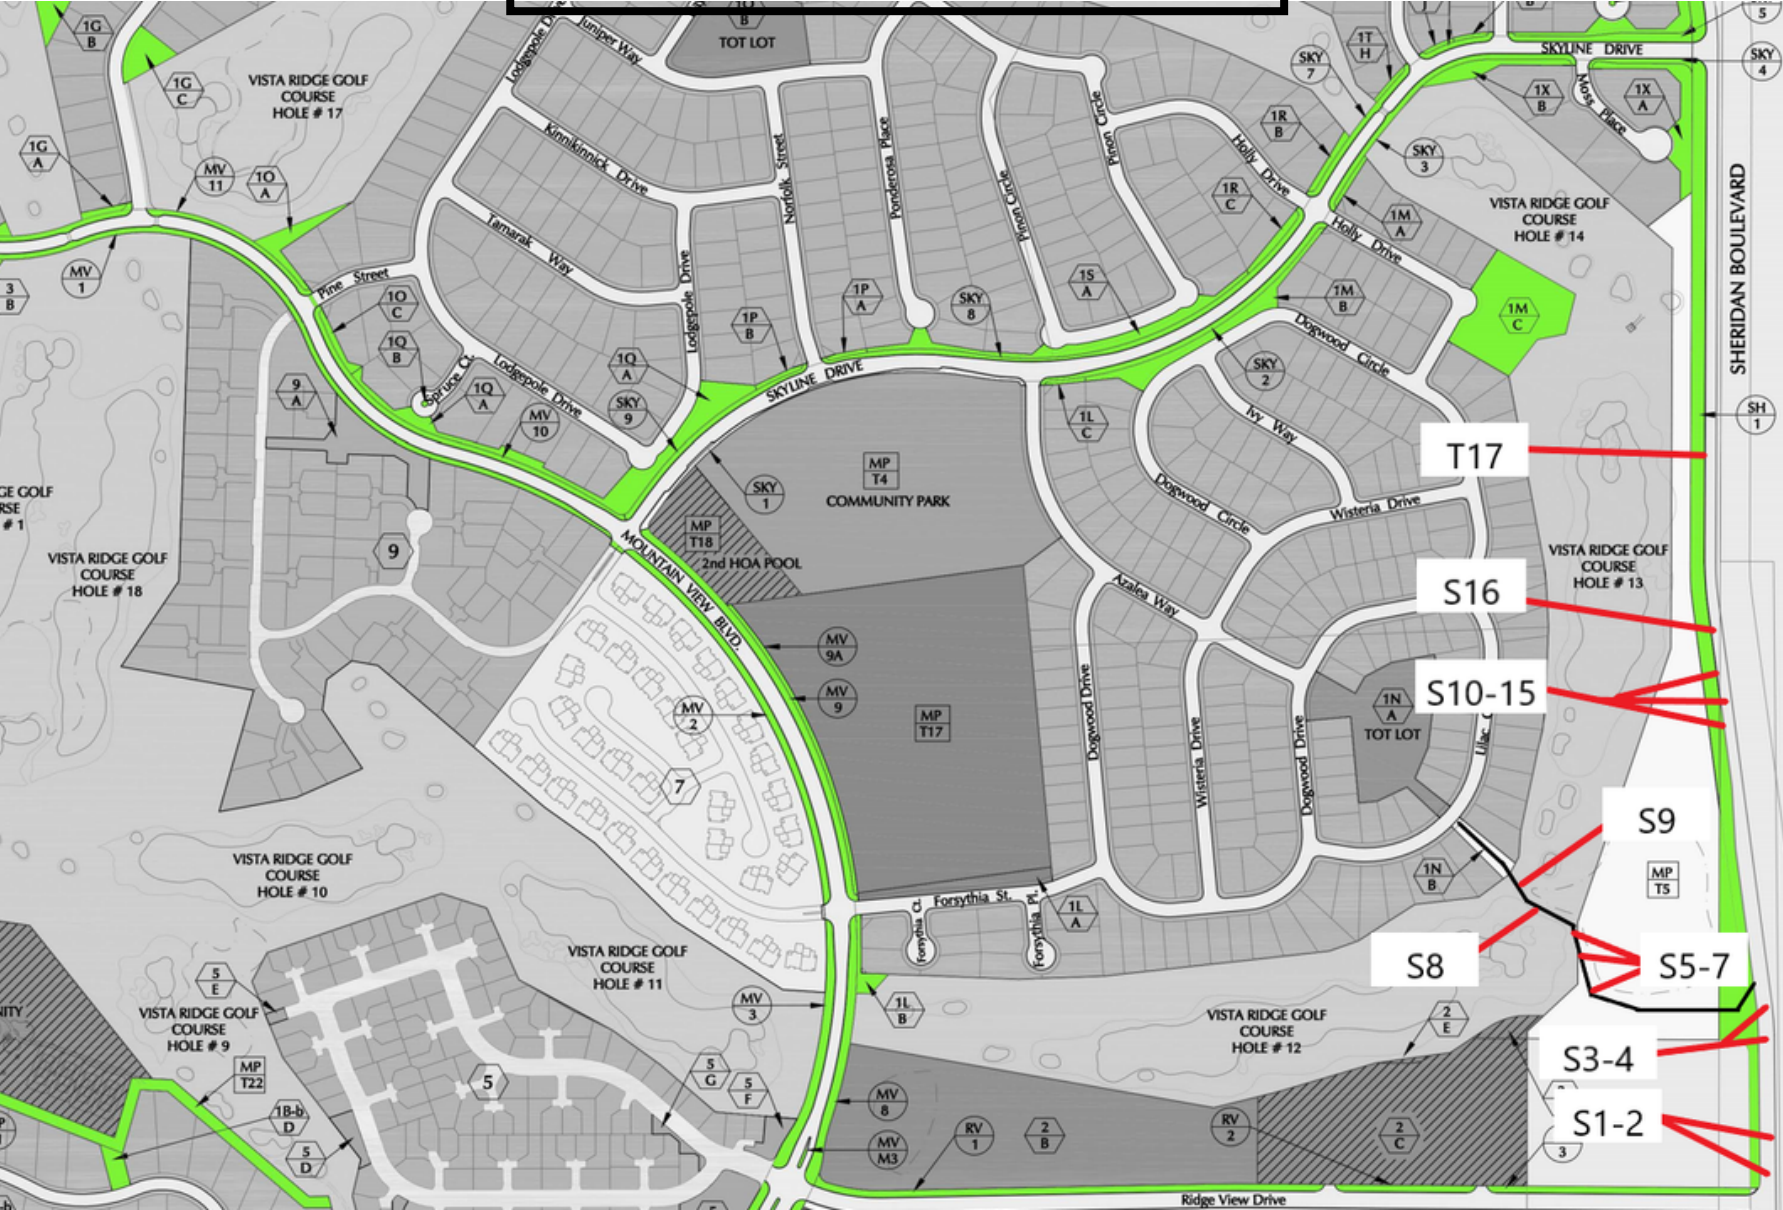 1G
B
1G
C
VISTA RIDGE GOLF
COURSE
HOLE # 17
Lodgepole Drive
Juniper Way
B
TOT LOT
1T
H
SKY
7
SKYLINE DRIVE
5
SKY
4
1X
B
1X
A
Moss Place
SHERIDAN BOULEVARD
1G
A
MV
11
1O
A
Kinnikinnick Drive
Norfolk Street
Ponderosa Place
Pinon Circle
Pinon Circle
Holly Drive
1R
B
1R
C
SKY
3
1M
A
Holly Drive
VISTA RIDGE GOLF
COURSE
HOLE # 14
MV
1
3
B
Tamarak Way
Pine Street
Lodgepole Drive
1O
C
1Q
B
Spruce Ct.
1Q
A
Lodgepole Drive
MV
10
1Q
A
SKY
9
1P
B
1P
A
SKY
8
1S
A
1M
B
1M
C
Dogwood Circle
SKY
2
SKYLINE DRIVE
9
A
1L
C
Ivy Way
SH
1
T17
MP
T4
COMMUNITY PARK
SKY
1
Dogwood Circle
Wisteria Drive
# 1
VISTA RIDGE GOLF
COURSE
HOLE # 18
9
MP
T18
2nd HOA POOL
MOUNTAIN VIEW BLVD.
VISTA RIDGE GOLF
COURSE
HOLE # 13
S16
Azalea Way
MV
9A
MV
9
MV
2
MP
T17
Dogwood Drive
Wisteria Drive
Dogwood Drive
1N
A
TOT LOT
S10-15
Lilac
7
S9
1N
B
MP
T5
VISTA RIDGE GOLF
COURSE
HOLE # 10
Forsythia St.
Forsythia Ct.
Forsythia Pl.
1L
A
S8
S5-7
VISTA RIDGE GOLF
COURSE
HOLE # 11
5
E
VISTA RIDGE GOLF
COURSE
HOLE # 9
MV
3
1L
B
VISTA RIDGE GOLF
COURSE
HOLE # 12
2
E
S3-4
MP
T22
5
5
G
5
F
MV
8
1B-b
D
5
D
MV
M3
RV
1
2
B
RV
2
2
C
S1-2
3
Ridge View Drive